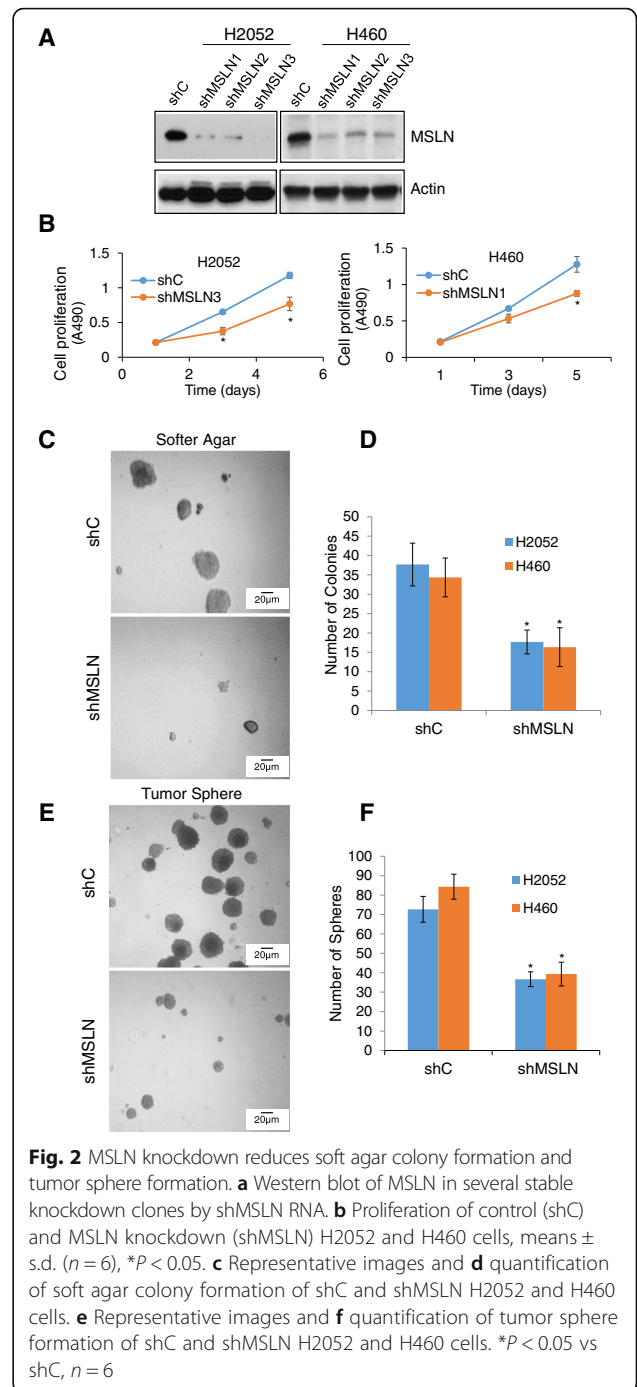 A
H2052
H460
shC
shMSLN1
shMSLN2
shMSLN3
shC
shMSLN1
shMSLN2
shMSLN3
MSLN
Actin
B
H2052
Cell proliferation
(A490)
1.5
1
0.5
0
shC
shMSLN3
*
*
0
2
4
6
Time (days)
H460
Cell proliferation
(A490)
1.5
1
0.5
0
shC
shMSLN1
*
1
3
5
Time (days)
C
Softer Agar
shC
20μm
shMSLN
20μm
D
Number of Colonies
50
45
40
35
30
25
20
15
10
5
0
H2052
H460
*
*
shC
shMSLN
E
Tumor Sphere
shC
20μm
shMSLN
20μm
F
Number of Spheres
100
90
80
70
60
50
40
30
20
10
0
H2052
H460
*
*
shC
shMSLN
Fig. 2 MSLN knockdown reduces soft agar colony formation and
tumor sphere formation. a Western blot of MSLN in several stable
knockdown clones by shMSLN RNA. b Proliferation of control (shC)
and MSLN knockdown (shMSLN) H2052 and H460 cells, means ±
s.d. (n = 6), *P < 0.05. c Representative images and d quantification
of soft agar colony formation of shC and shMSLN H2052 and H460
cells. e Representative images and f quantification of tumor sphere
formation of shC and shMSLN H2052 and H460 cells. *P < 0.05 vs
shC, n = 6